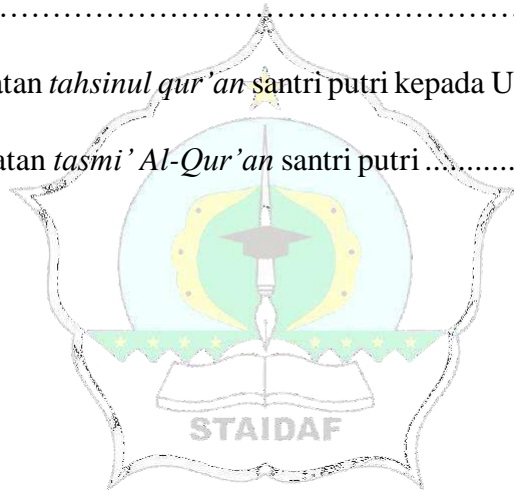 ……………………………………………
atan tahsinul qur’an santri putri kepada U
atan tasmi’ Al-Qur’an santri putri ...........
STAIDAF